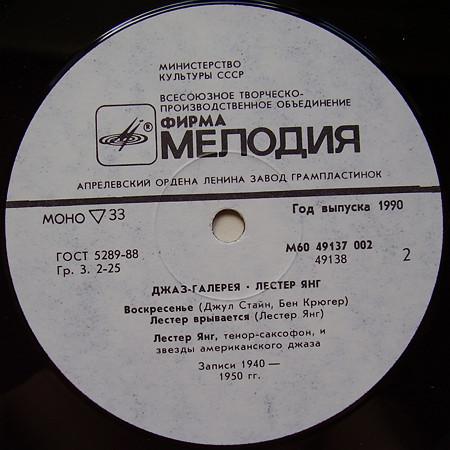 МИНИСТЕРСТВО
КУЛЬТУРЫ СССР
ВСЕСОЮЗНОЕ ТВОРЧЕСКО-
ПРОИЗВОДСТВЕННОЕ ОБЪЕДИНЕНИЕ
®
ФИРМА
МЕЛОДИЯ
АПРЕЛЕВСКИЙ ОРДЕНА ЛЕНИНА ЗАВОД ГРАМПЛАСТИНОК
МОНО ▽ 33
Год выпуска 1990
ГОСТ 5289-88
Гр. 3. 2-25
М60 49137 002
49138
2
ДЖАЗ-ГАЛЕРЕЯ · ЛЕСТЕР ЯНГ
Воскресенье (Джул Стайн, Бен Крюгер)
Лестер врывается (Лестер Янг)
Лестер Янг, тенор-саксофон, и
звезды американского джаза
Записи 1940 —
1950 гг.